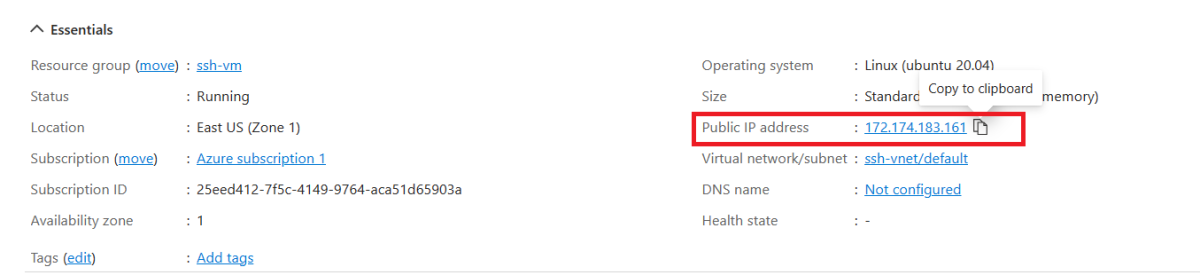 Essentials
Resource group (move) : ssh-vm
Status : Running
Location : East US (Zone 1)
Subscription (move) : Azure subscription 1
Subscription ID : 25eed412-7f5c-4149-9764-aca51d65903a
Availability zone : 1
Tags (edit) : Add tags
Operating system : Linux (ubuntu 20.04)
Copy to clipboard
Size : Standard memory)
Public IP address : 172.174.183.161
Virtual network/subnet : ssh-vnet/default
DNS name : Not configured
Health state : -